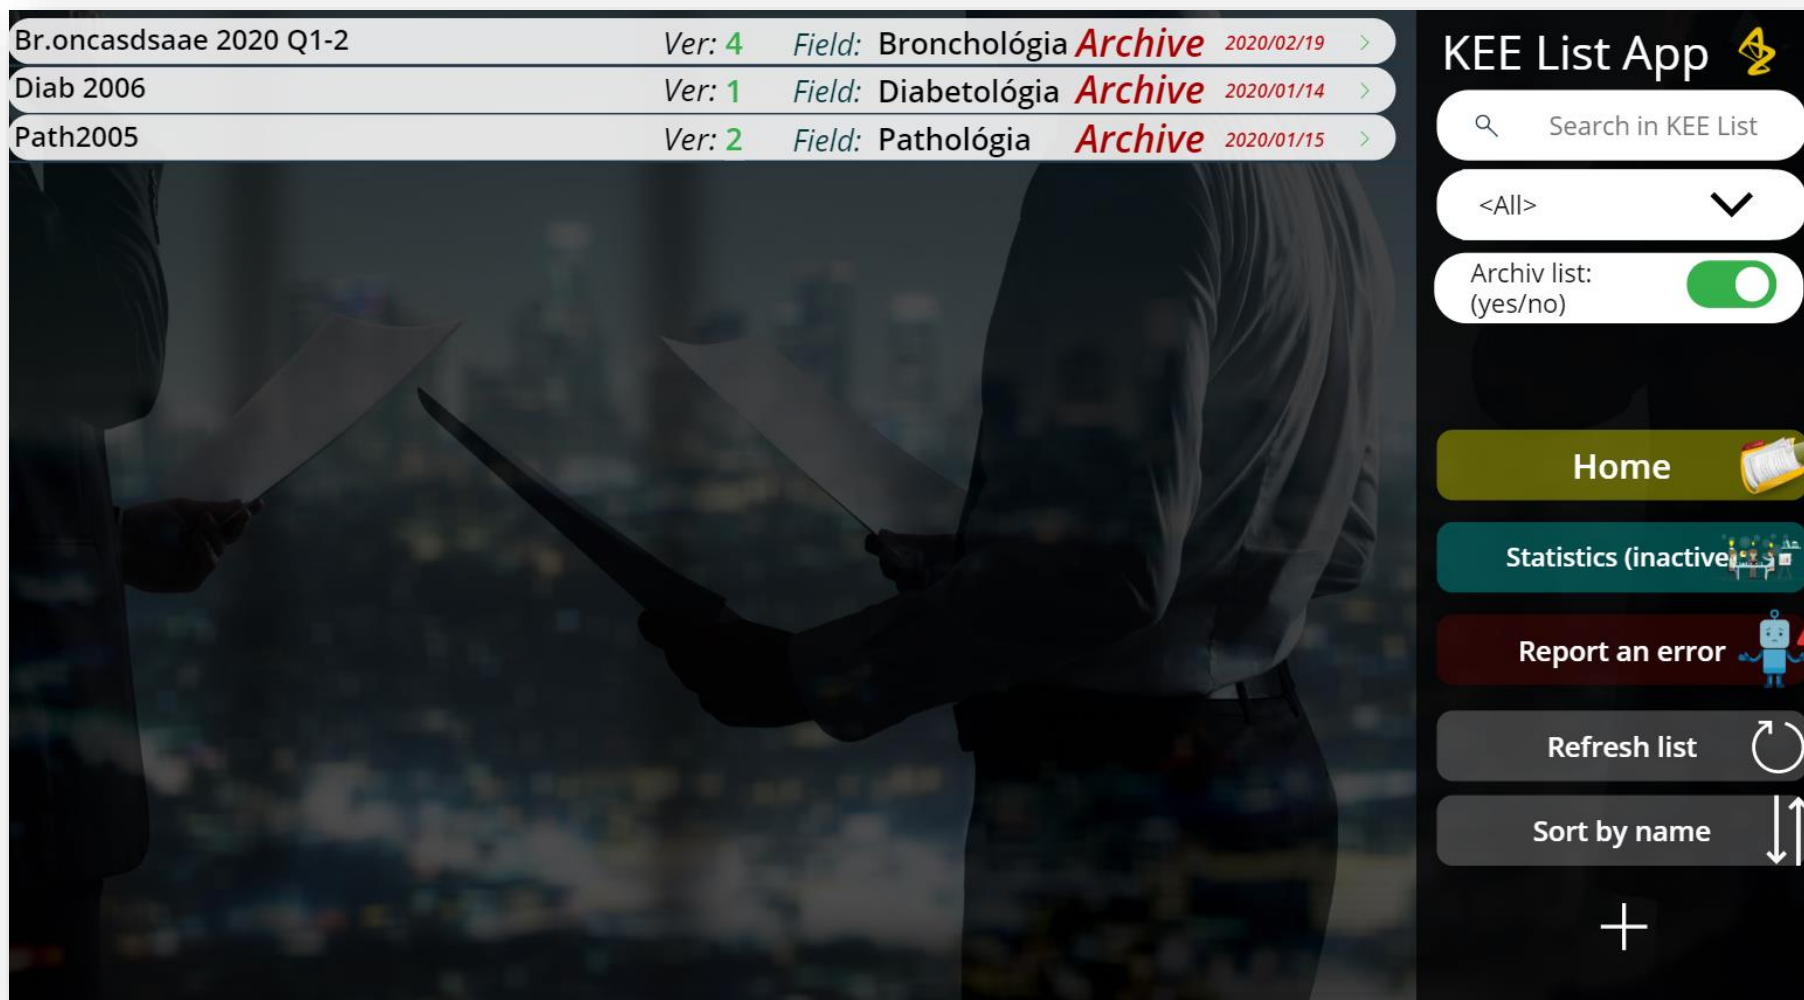 Br.oncasdsaae 2020 Q1-2 Ver: 4 Field: Bronchológia Archive 2020/02/19
Diab 2006 Ver: 1 Field: Diabetológia Archive 2020/01/14
Path2005 Ver: 2 Field: Pathológia Archive 2020/01/15
KEE List App
Search in KEE List
<All>
Archiv list:
(yes/no)
Home
Statistics (inactive
Report an error
Refresh list
Sort by name